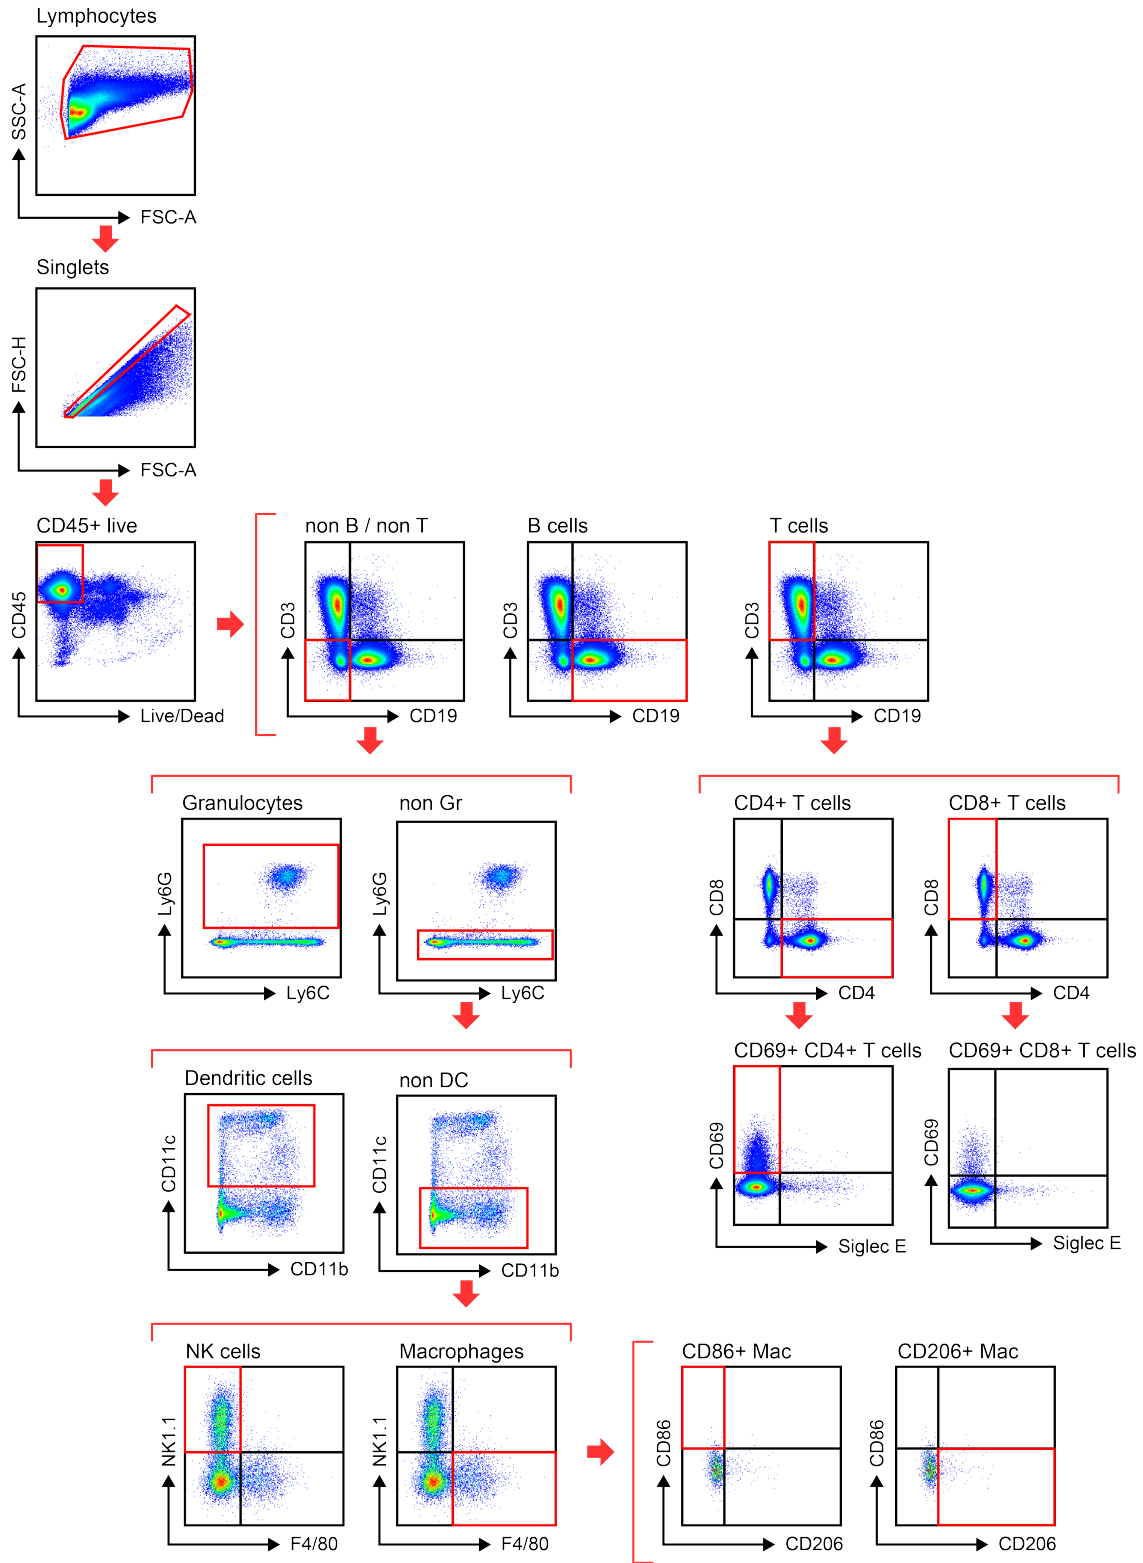 Lymphocytes
SSC-A
FSC-A
Singlets
FSC-H
FSC-A
CD45+ live
CD45
Live/Dead
non B / non T
CD3
CD19
B cells
CD3
CD19
T cells
CD3
CD19
Granulocytes
Ly6G
Ly6C
non Gr
Ly6G
Ly6C
CD4+ T cells
CD8
CD4
CD8+ T cells
CD8
CD4
Dendritic cells
CD11c
CD11b
non DC
CD11c
CD11b
CD69+ CD4+ T cells
CD69
Siglec E
CD69+ CD8+ T cells
CD69
Siglec E
NK cells
NK1.1
F4/80
Macrophages
NK1.1
F4/80
CD86+ Mac
CD86
CD206
CD206+ Mac
CD86
CD206